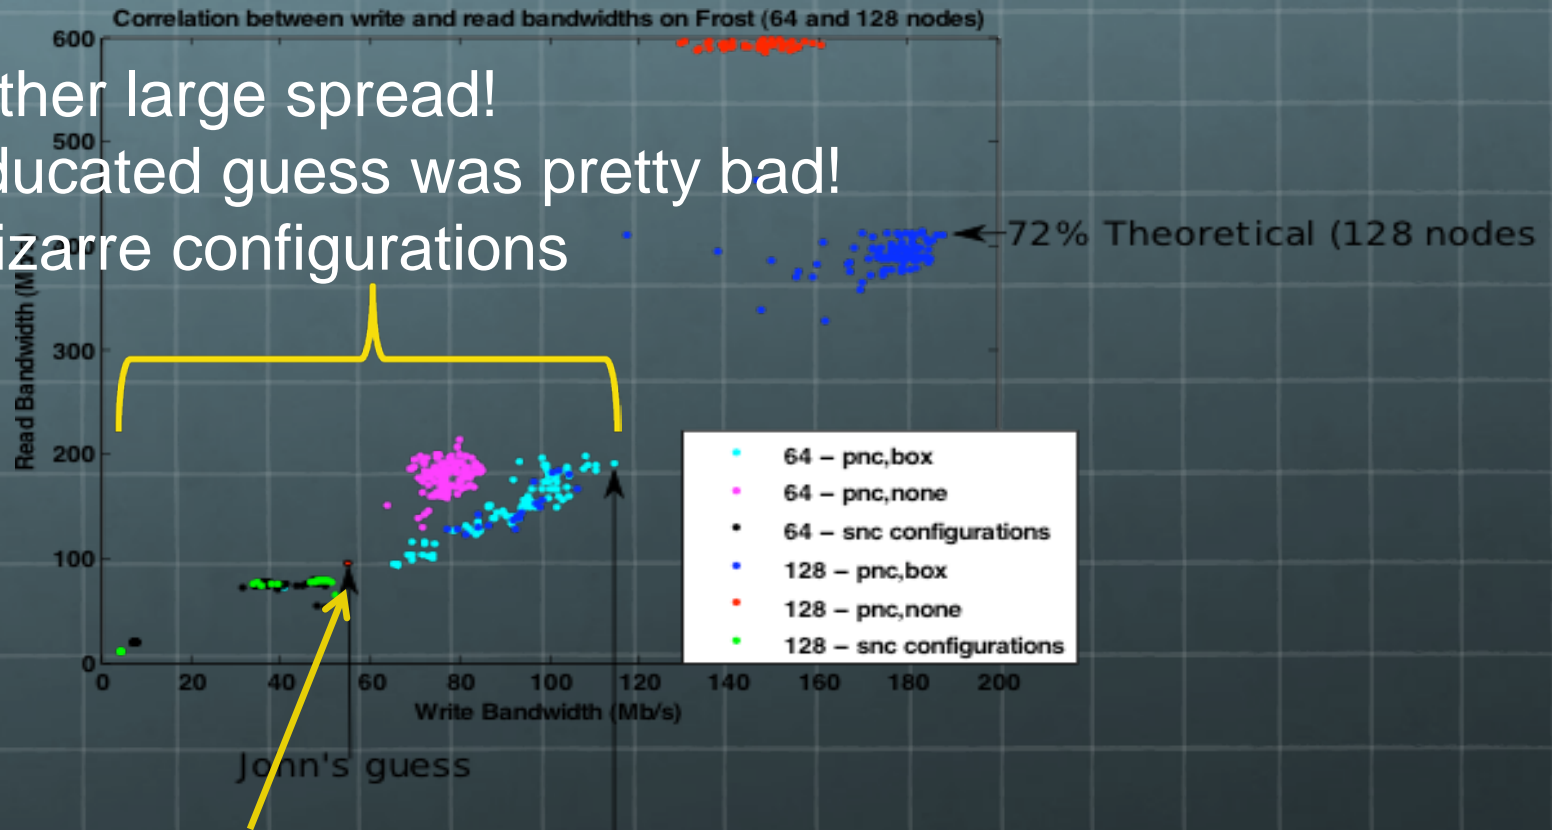 Correlation between write and read bandwidths on Frost (64 and 128 nodes)
ther large spread!
ducated guess was pretty bad!
izarre configurations
600
500
300
200
100
0
Read Bandwidth
72% Theoretical (128 nodes
64 – pnc,box
64 – pnc,none
64 – snc configurations
128 – pnc,box
128 – pnc,none
128 – snc configurations
0 20 40 60 80 100 120 140 160 180 200
Write Bandwidth (Mb/s)
John's guess